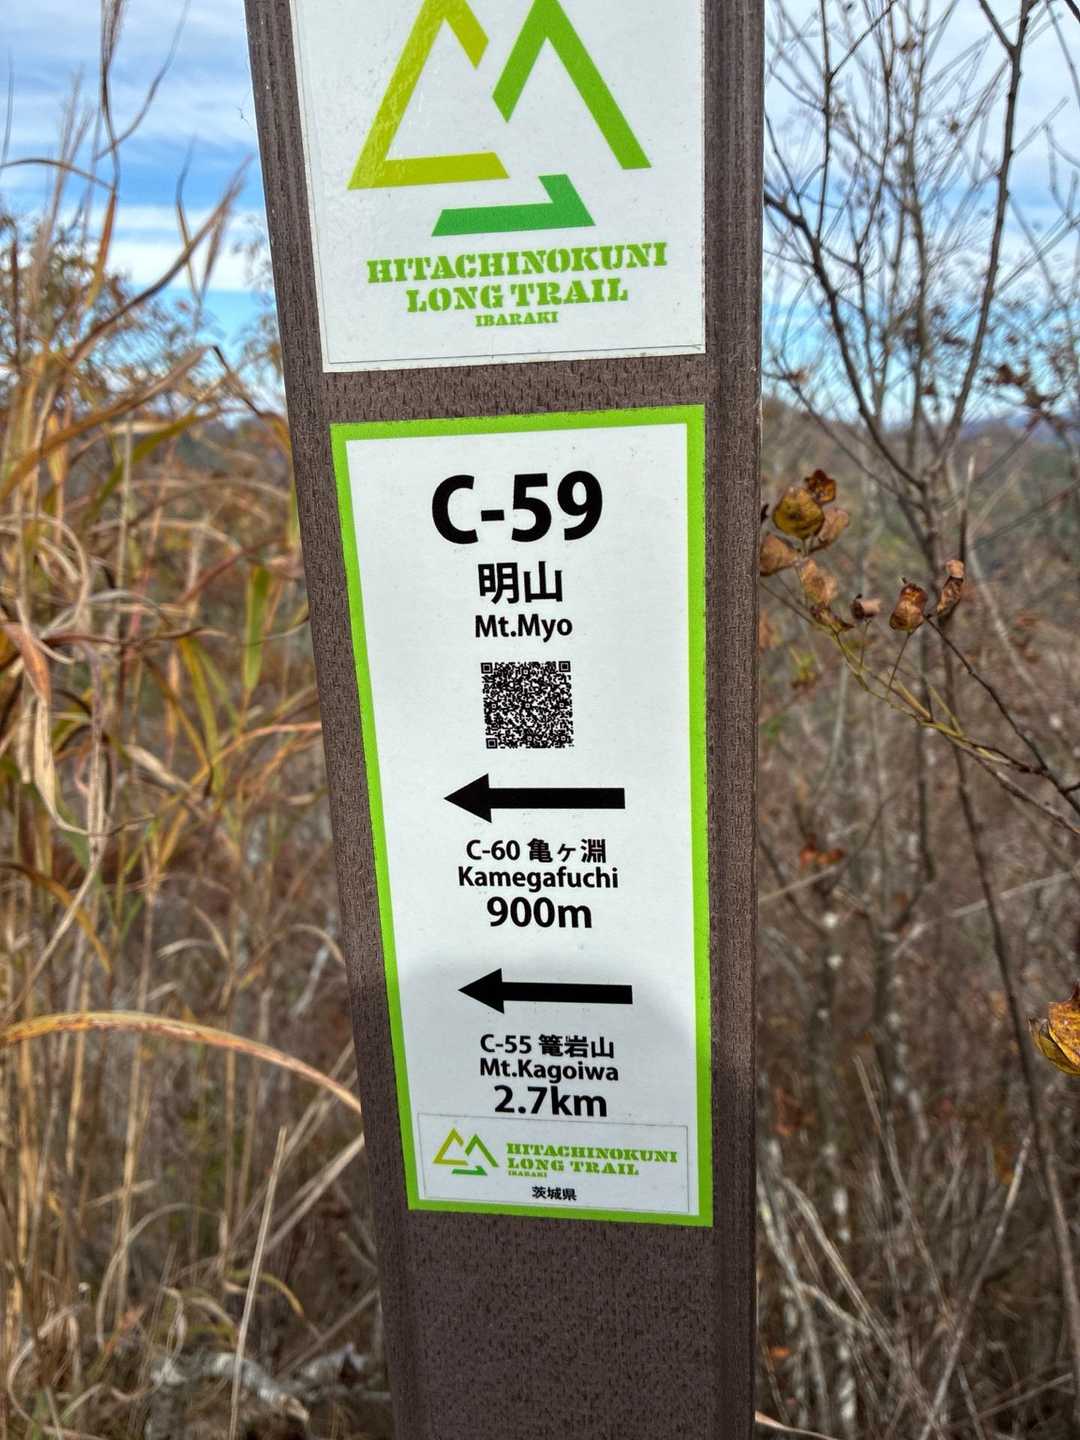 HITACHINOKUNI
LONG TRAIL
IBARAKI
C-59
明山
Mt.Myo
C-60 亀ヶ淵
Kamegafuchi
900m
C-55 篭岩山
Mt.Kagoiwa
2.7km
HITACHINOKUNI
LONG TRAIL
IBARAKI
茨城県